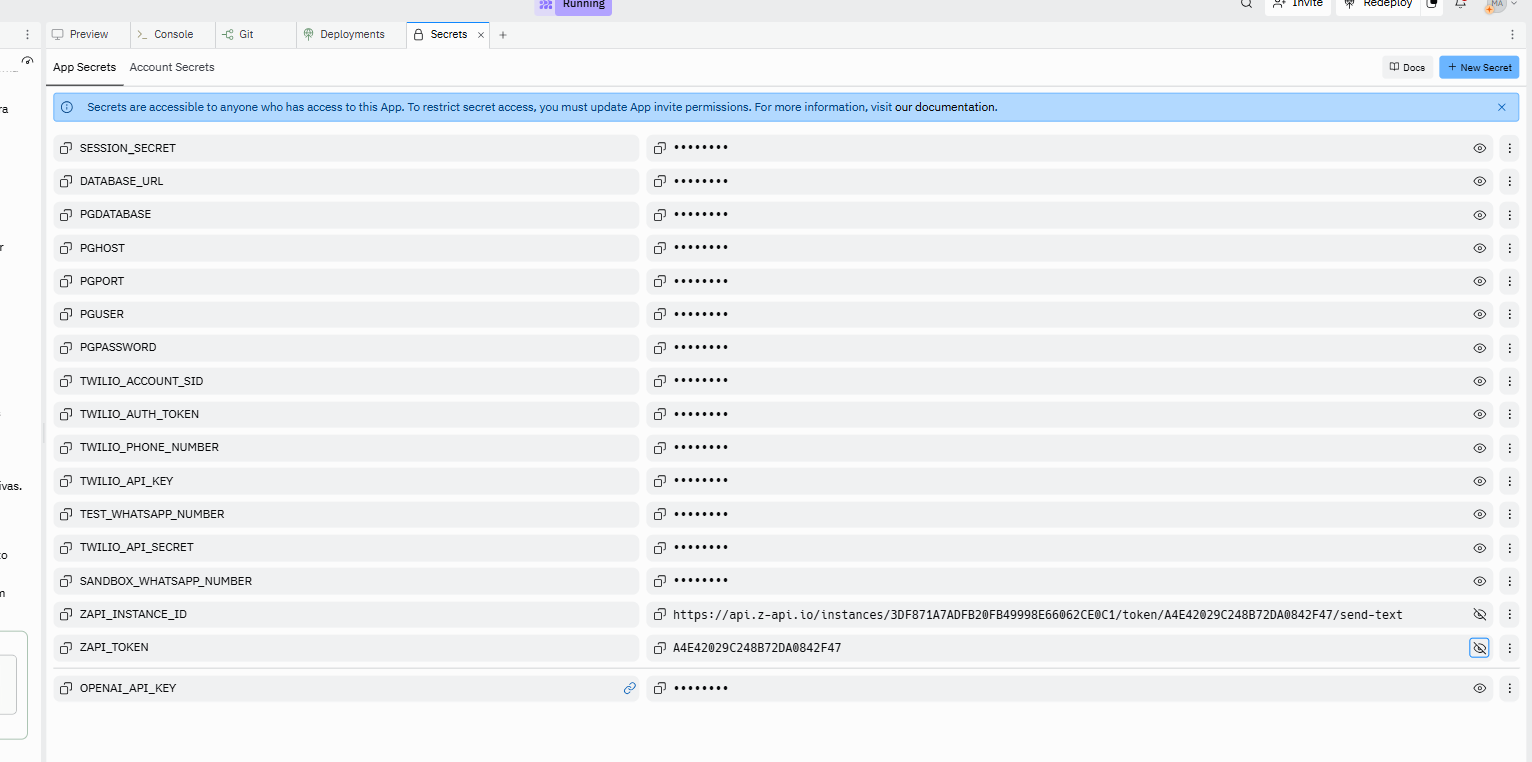 Running
Invite
Redeploy
MA
Preview
Console
Git
Deployments
Secrets
App Secrets
Account Secrets
Docs
+ New Secret
Secrets are accessible to anyone who has access to this App. To restrict secret access, you must update App invite permissions. For more information, visit our documentation.
SESSION_SECRET ••••••••
DATABASE_URL ••••••••
PGDATABASE ••••••••
PGHOST ••••••••
PGPORT ••••••••
PGUSER ••••••••
PGPASSWORD ••••••••
TWILIO_ACCOUNT_SID ••••••••
TWILIO_AUTH_TOKEN ••••••••
TWILIO_PHONE_NUMBER ••••••••
TWILIO_API_KEY ••••••••
TEST_WHATSAPP_NUMBER ••••••••
TWILIO_API_SECRET ••••••••
SANDBOX_WHATSAPP_NUMBER ••••••••
ZAPI_INSTANCE_ID https://api.z-api.io/instances/3DF871A7ADFB20FB49998E66062CE0C1/token/A4E42029C248B72DA0842F47/send-text
ZAPI_TOKEN A4E42029C248B72DA0842F47
OPENAI_API_KEY ••••••••